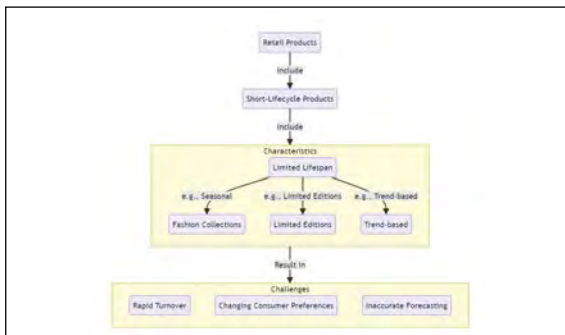 Retail Products
Include
Short-Lifecycle Products
Include
Characteristics
Limited Lifespan
e.g., Seasonal e.g., Limited Editions e.g., Trend-based
Fashion Collections Limited Editions Trend-based
Result in
Challenges
Rapid Turnover Changing Consumer Preferences Inaccurate Forecasting